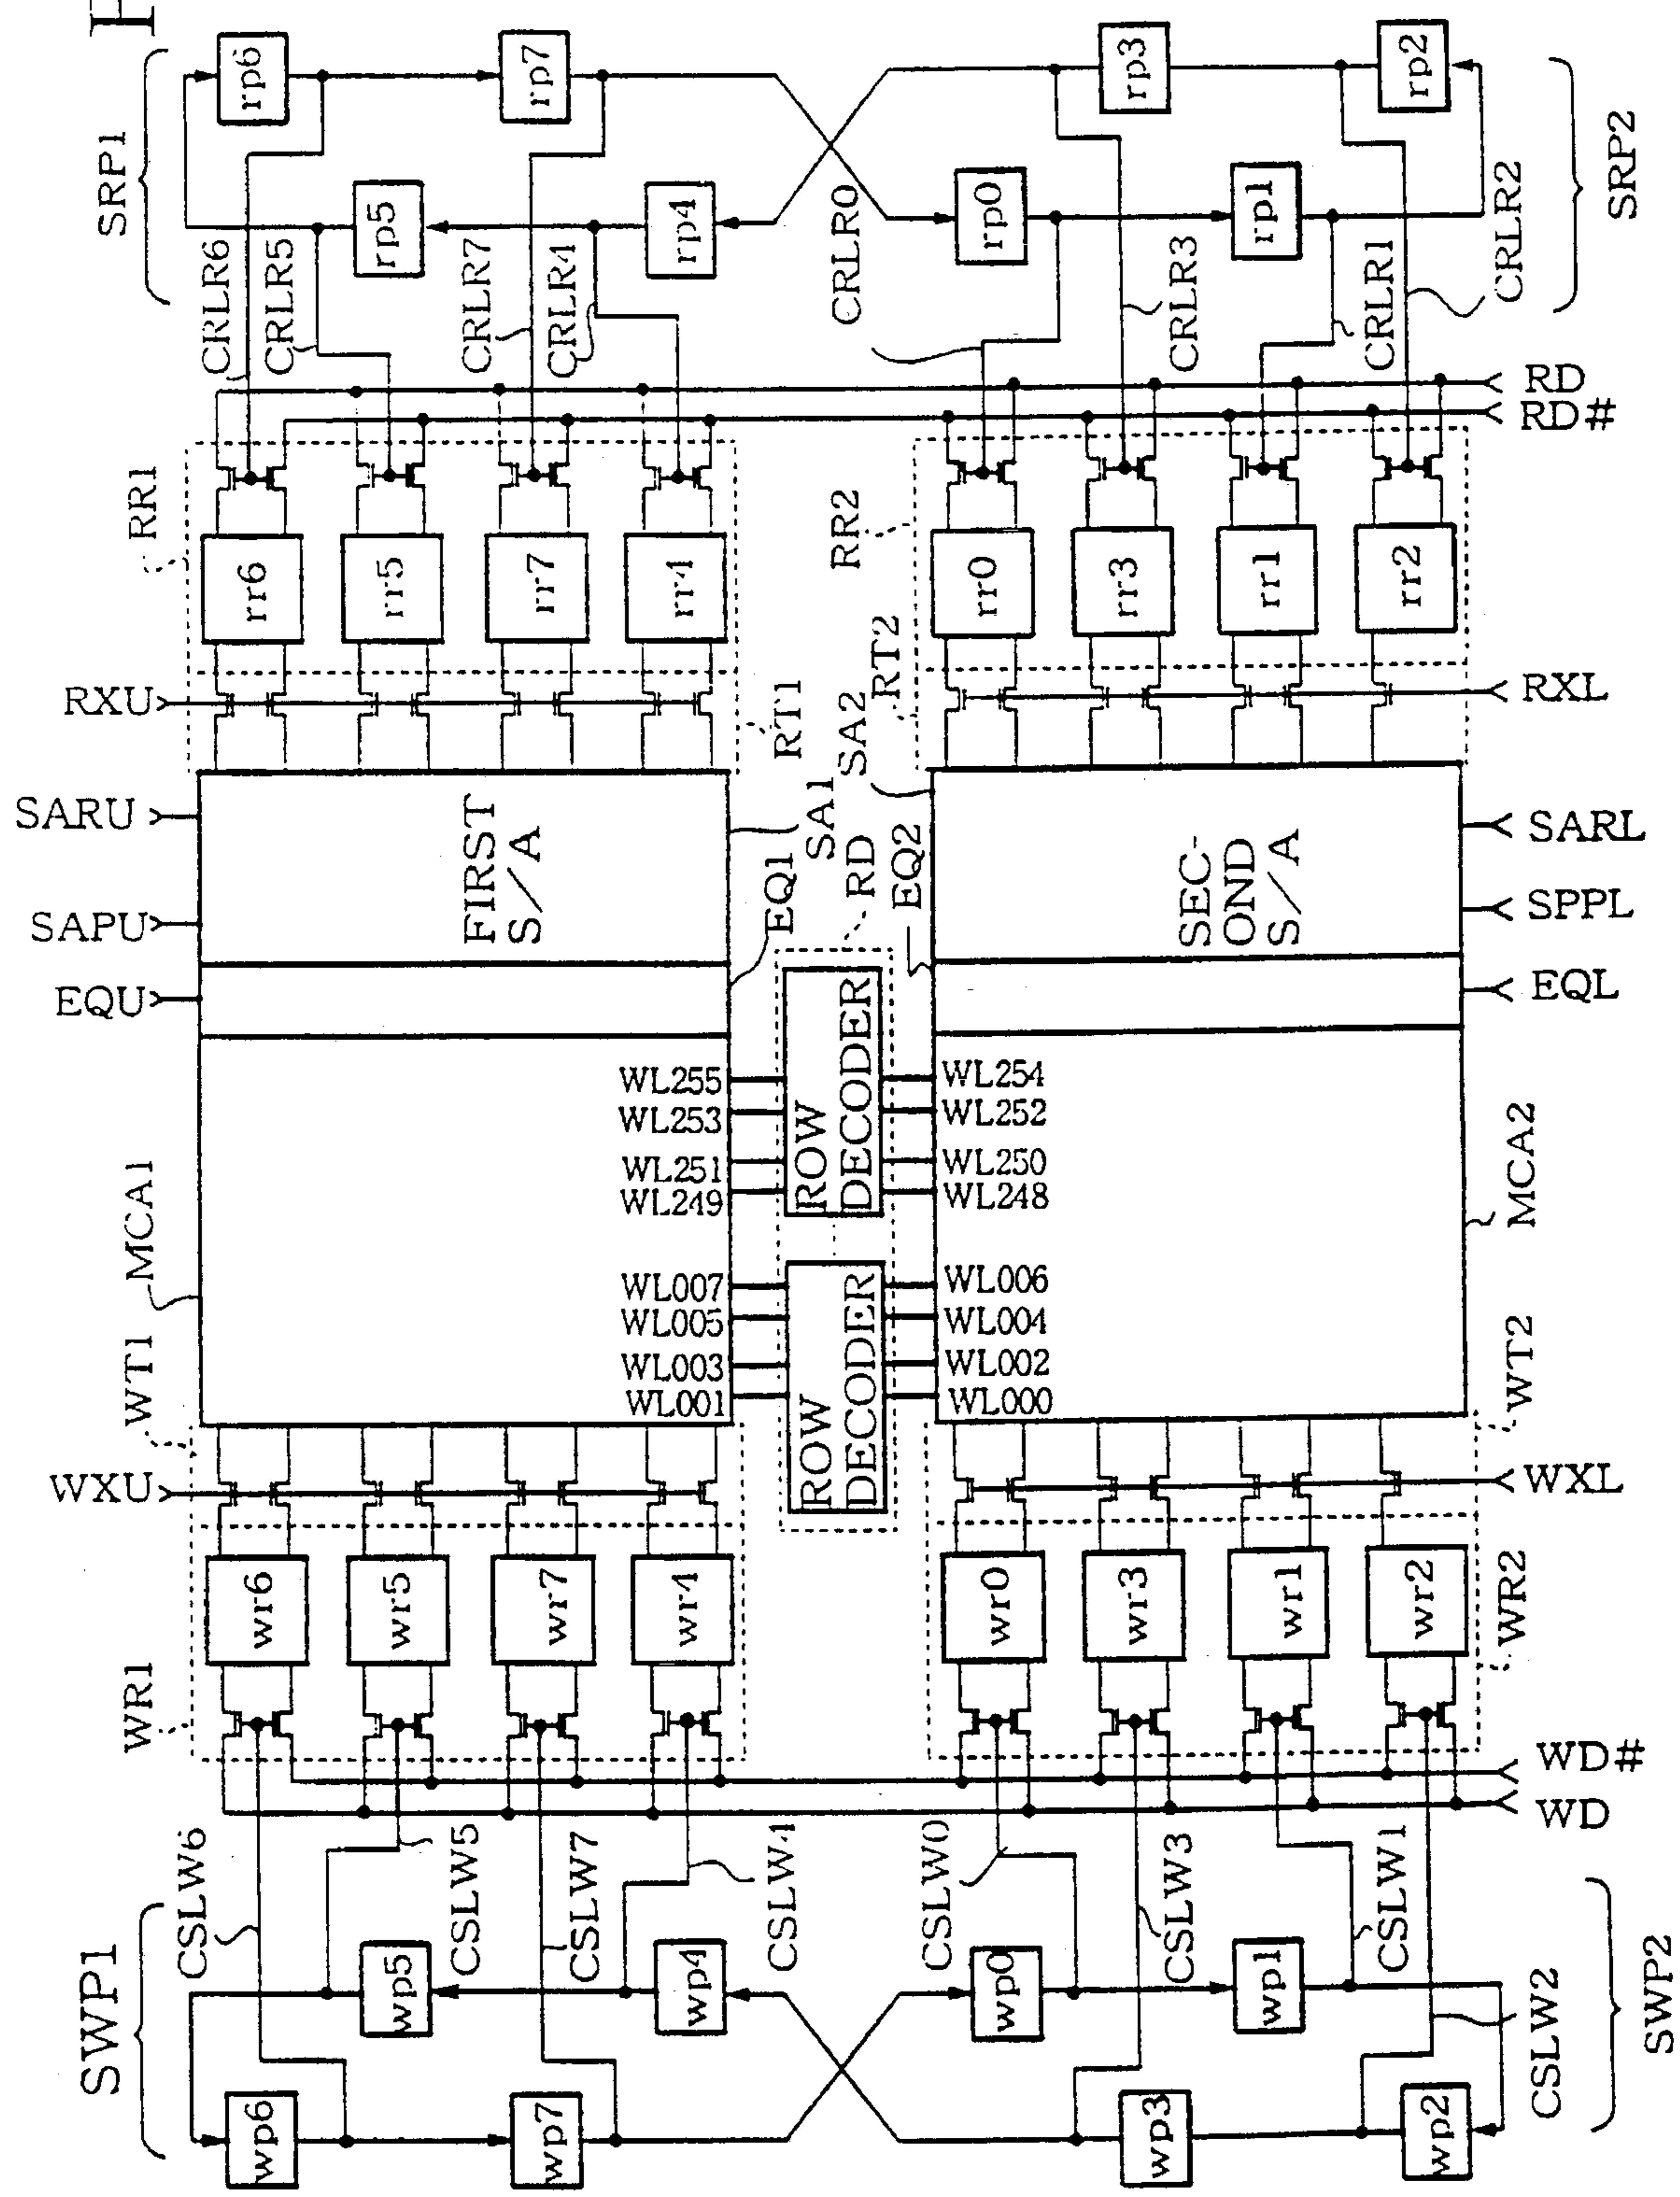 F
SRP1
rp6
rp7
rp3
rp2
rp5
rp4
rp0
rp1
SRP2
CRLR6
CRLR5
CRLR7
CRLR4
CRLR0
CRLR3
CRLR1
CRLR2
RD
RD#
RR1
rr6
rr5
rr7
rr4
RR2
rr0
rr3
rr1
rr2
RXU
RT1
RT2
RXL
SARU
SAPU
EQU
FIRST
S/A
SA1
EQ1
RD
SA2
EQ2
SEC-
OND
S/A
SARL
SPPL
EQL
MCA1
WL255
WL253
WL251
WL249
WL007
WL005
WL003
WL001
ROW
DECODER
ROW
DECODER
WL254
WL252
WL250
WL248
WL006
WL004
WL002
WL000
MCA2
WT1
WXU
WT2
WXL
WR1
wr6
wr5
wr7
wr4
wr0
wr3
wr1
wr2
WR2
WD#
WD
CSLW6
CSLW5
CSLW7
CSLW4
CSLW0
CSLW3
CSLW1
CSLW2
SWP1
wp5
wp4
wp0
wp1
wp6
wp7
wp3
wp2
SWP2